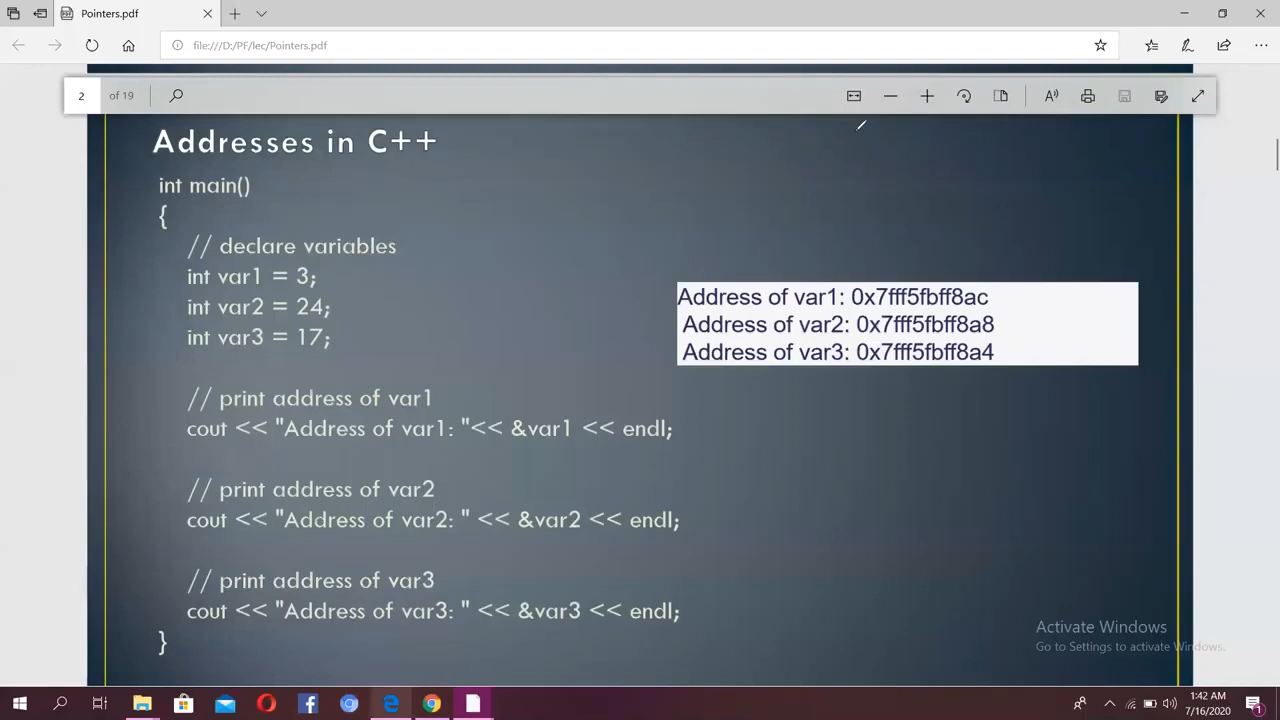 Pointers.pdf
file:///D:/PF/lec/Pointers.pdf
2 of 19
Addresses in C++
int main()
{
// declare variables
int var1 = 3;
int var2 = 24;
int var3 = 17;
// print address of var1
cout << "Address of var1: "<< &var1 << endl;
// print address of var2
cout << "Address of var2: " << &var2 << endl;
// print address of var3
cout << "Address of var3: " << &var3 << endl;
}
Address of var1: 0x7fff5fbff8ac
Address of var2: 0x7fff5fbff8a8
Address of var3: 0x7fff5fbff8a4
Activate Windows
Go to Settings to activate Windows.
1:42 AM
7/16/2020